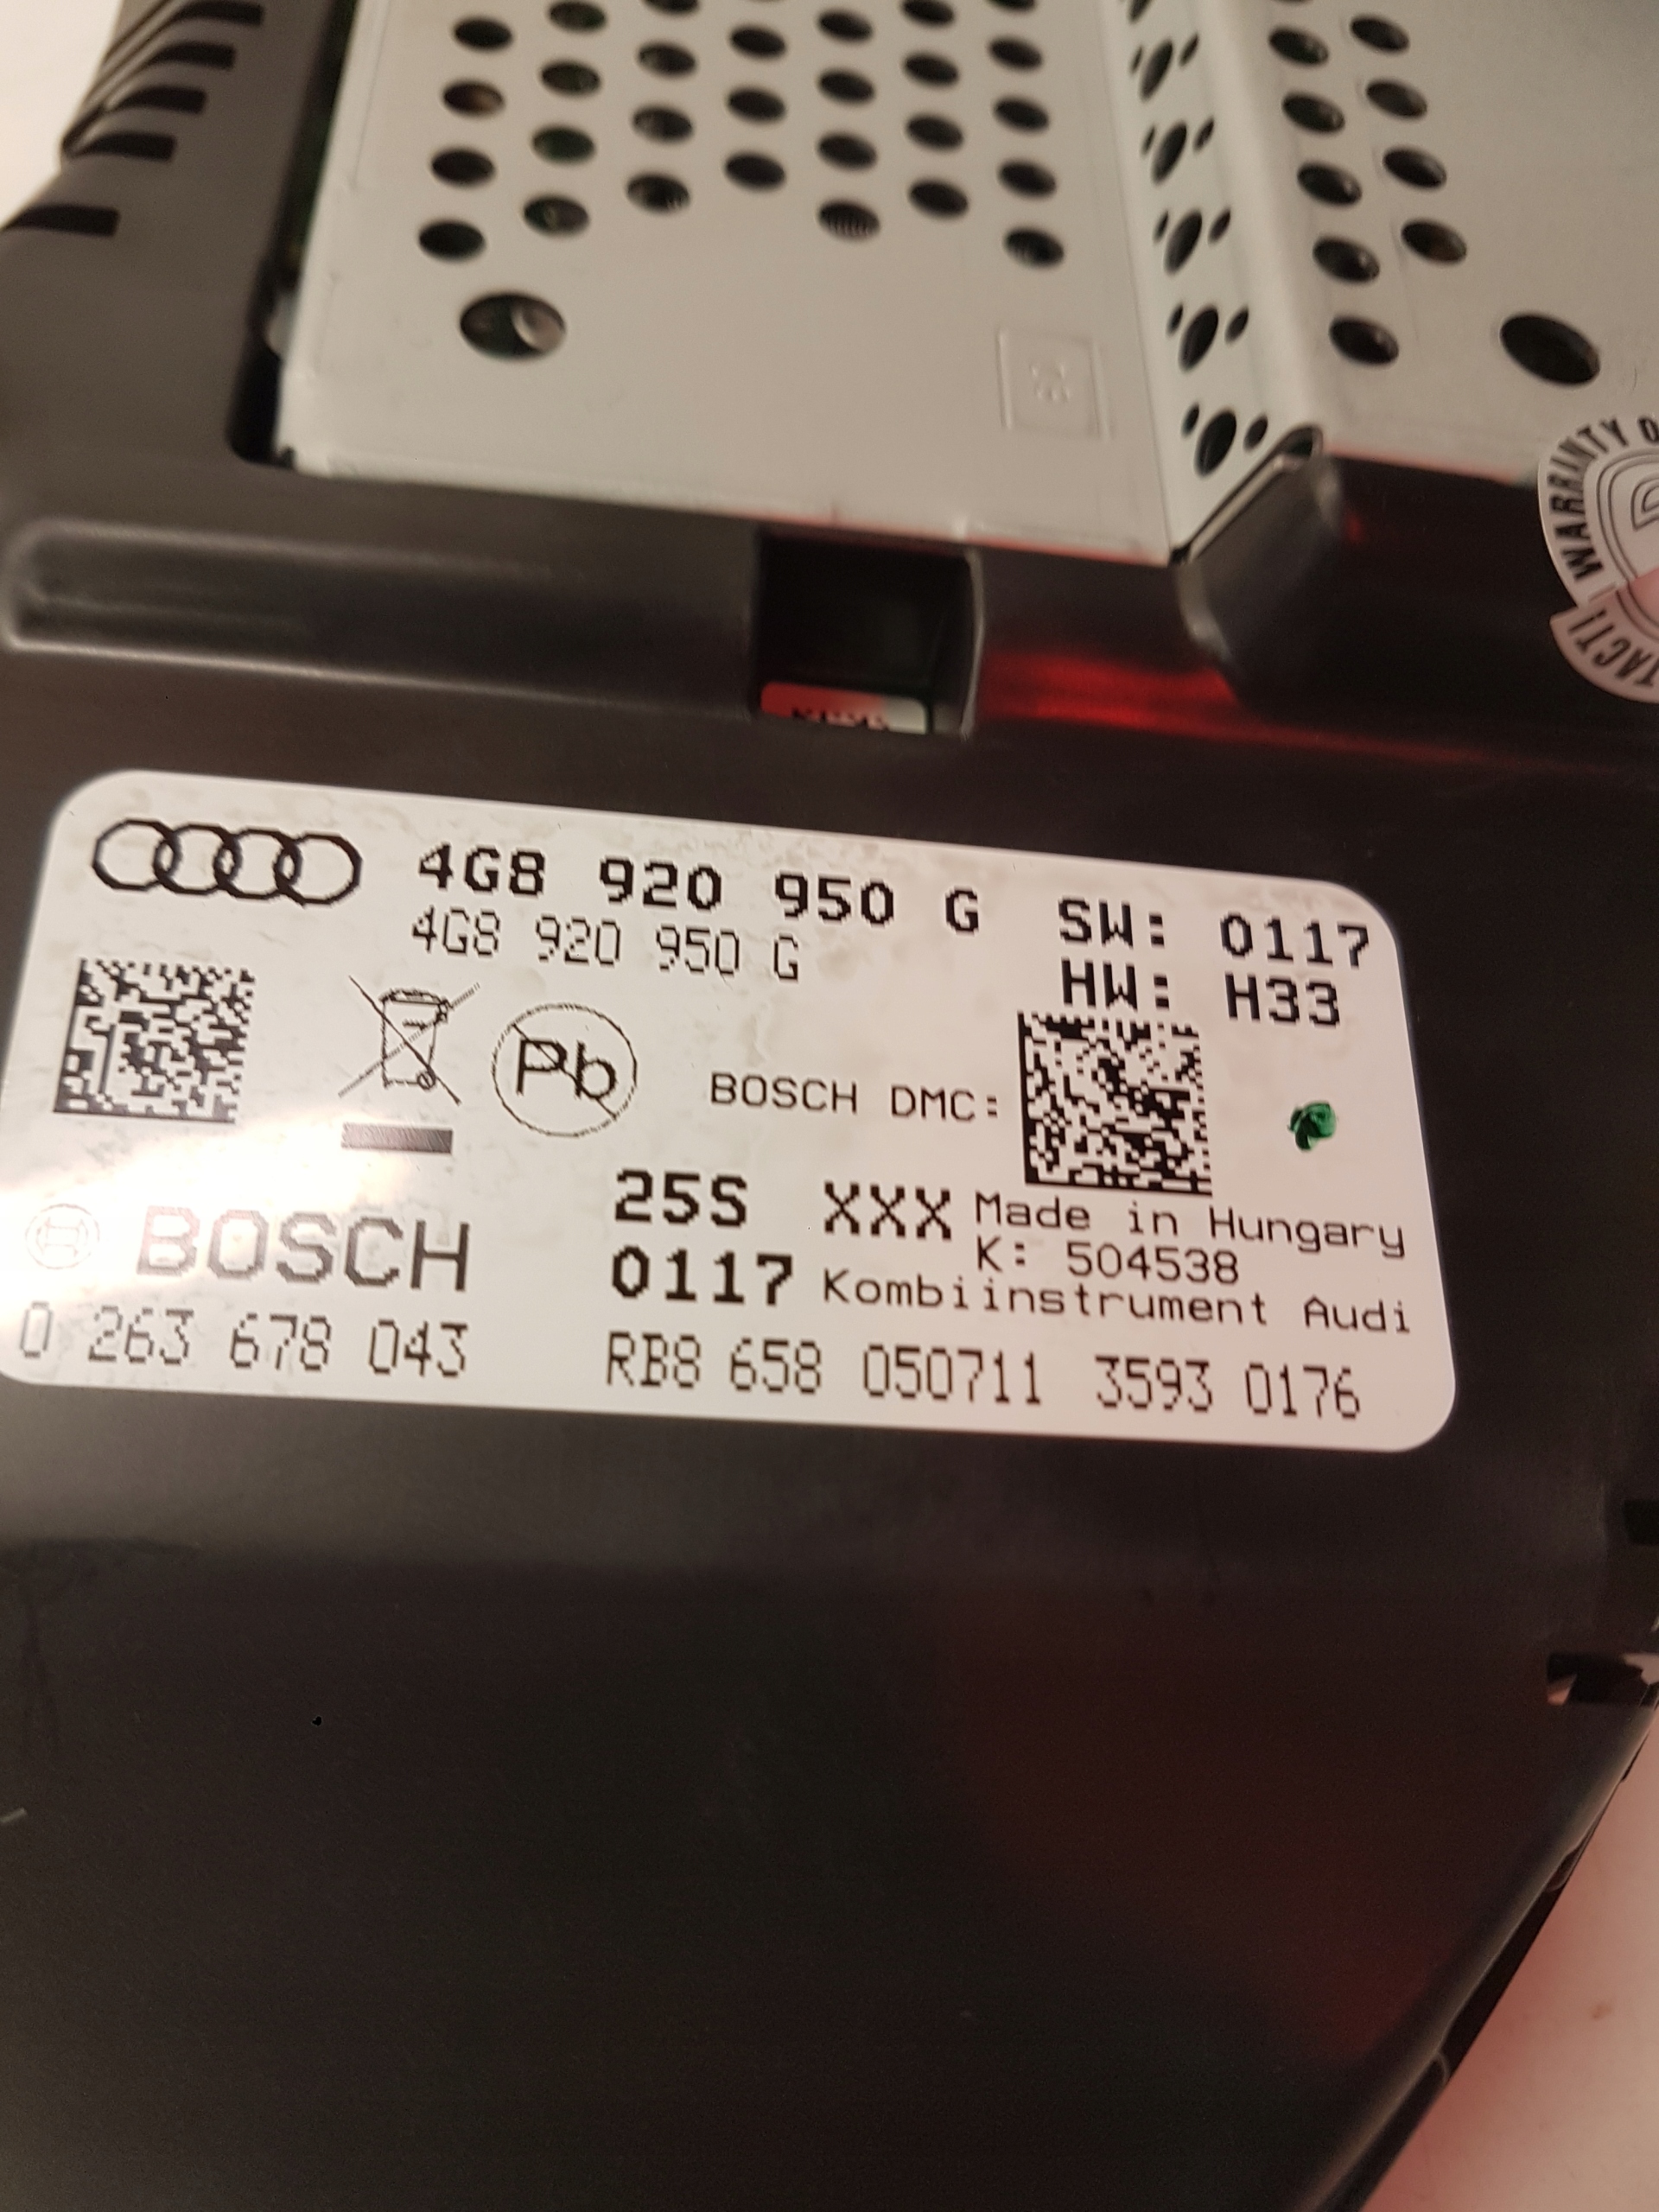 WARRANTY
4G8 920 950 G SW: 0117
4G8 920 950 G HW: H33
Pb
BOSCH DMC:
25S XXX Made in Hungary
K: 504538
BOSCH 0117 Kombiinstrument Audi
0 263 678 043 RB8 658 050711 3593 0176